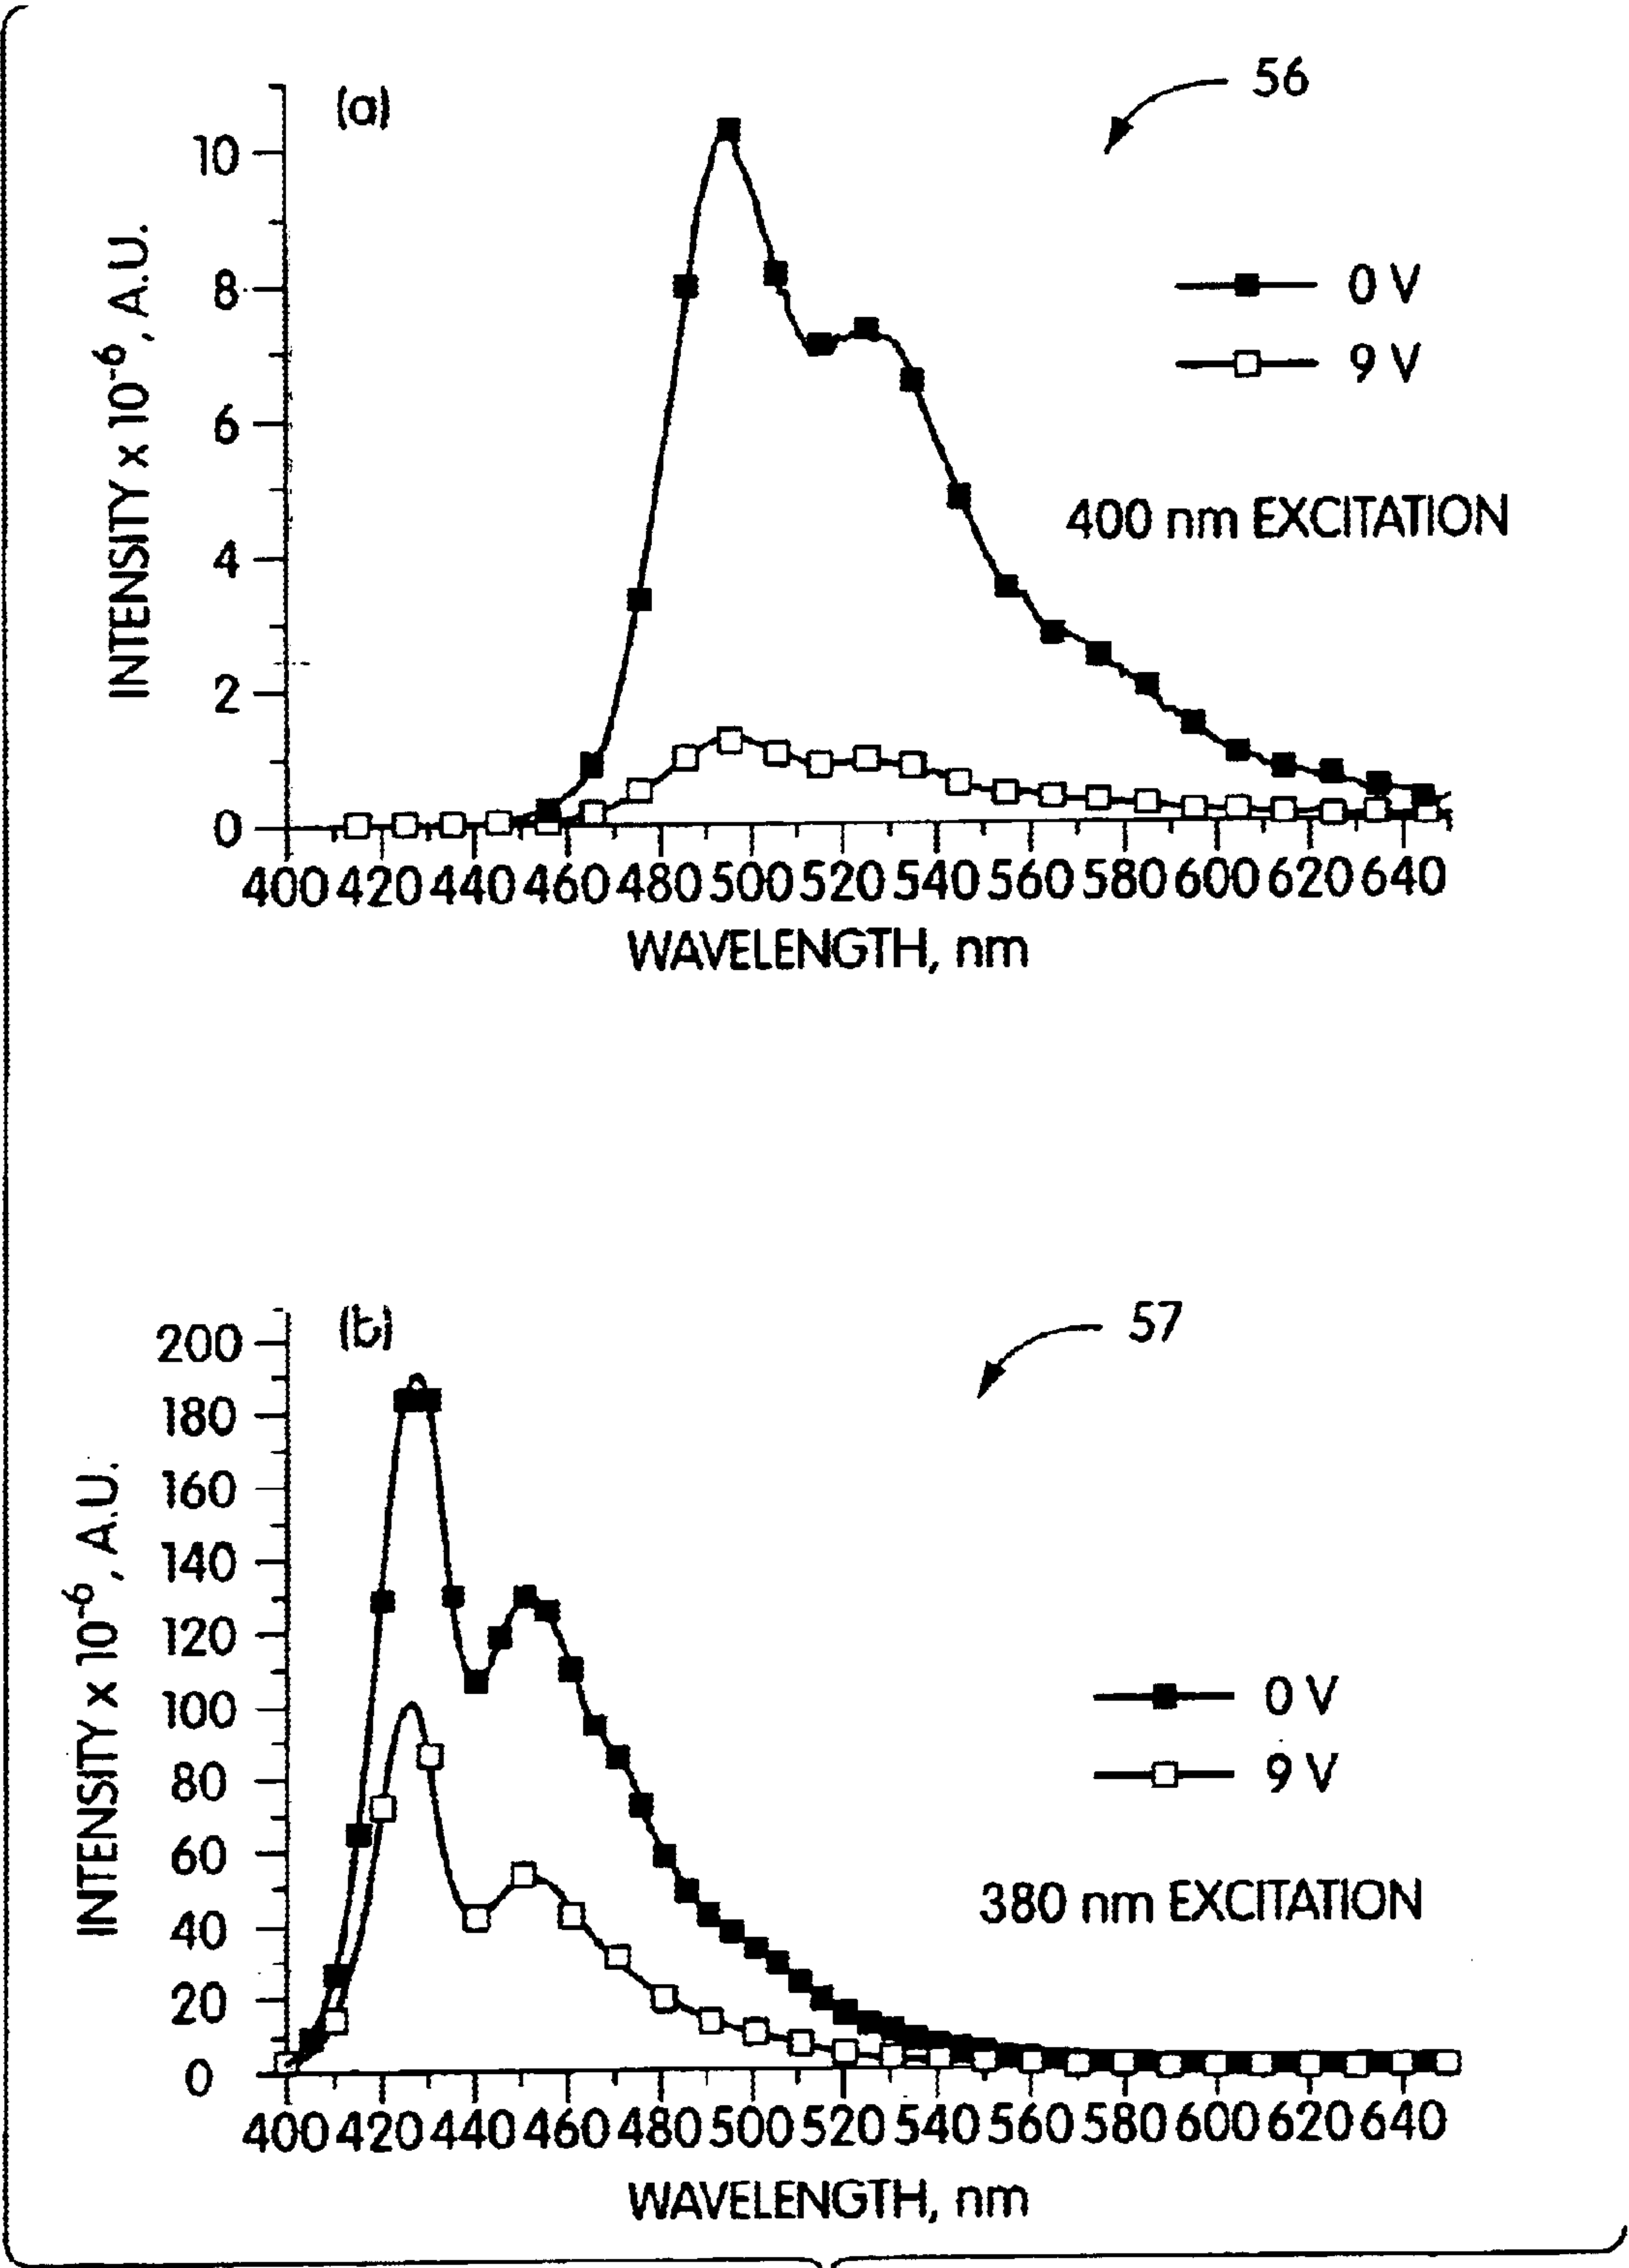 (a)
56
10
8
6
4
2
0
INTENSITY x 10-6, A.U.
0 V
9 V
400 nm EXCITATION
400 420 440 460 480 500 520 540 560 580 600 620 640
WAVELENGTH, nm
(b)
57
200
180
160
140
120
100
80
60
40
20
0
INTENSITY x 10-6, A.U.
0 V
9 V
380 nm EXCITATION
400 420 440 460 480 500 520 540 560 580 600 620 640
WAVELENGTH, nm